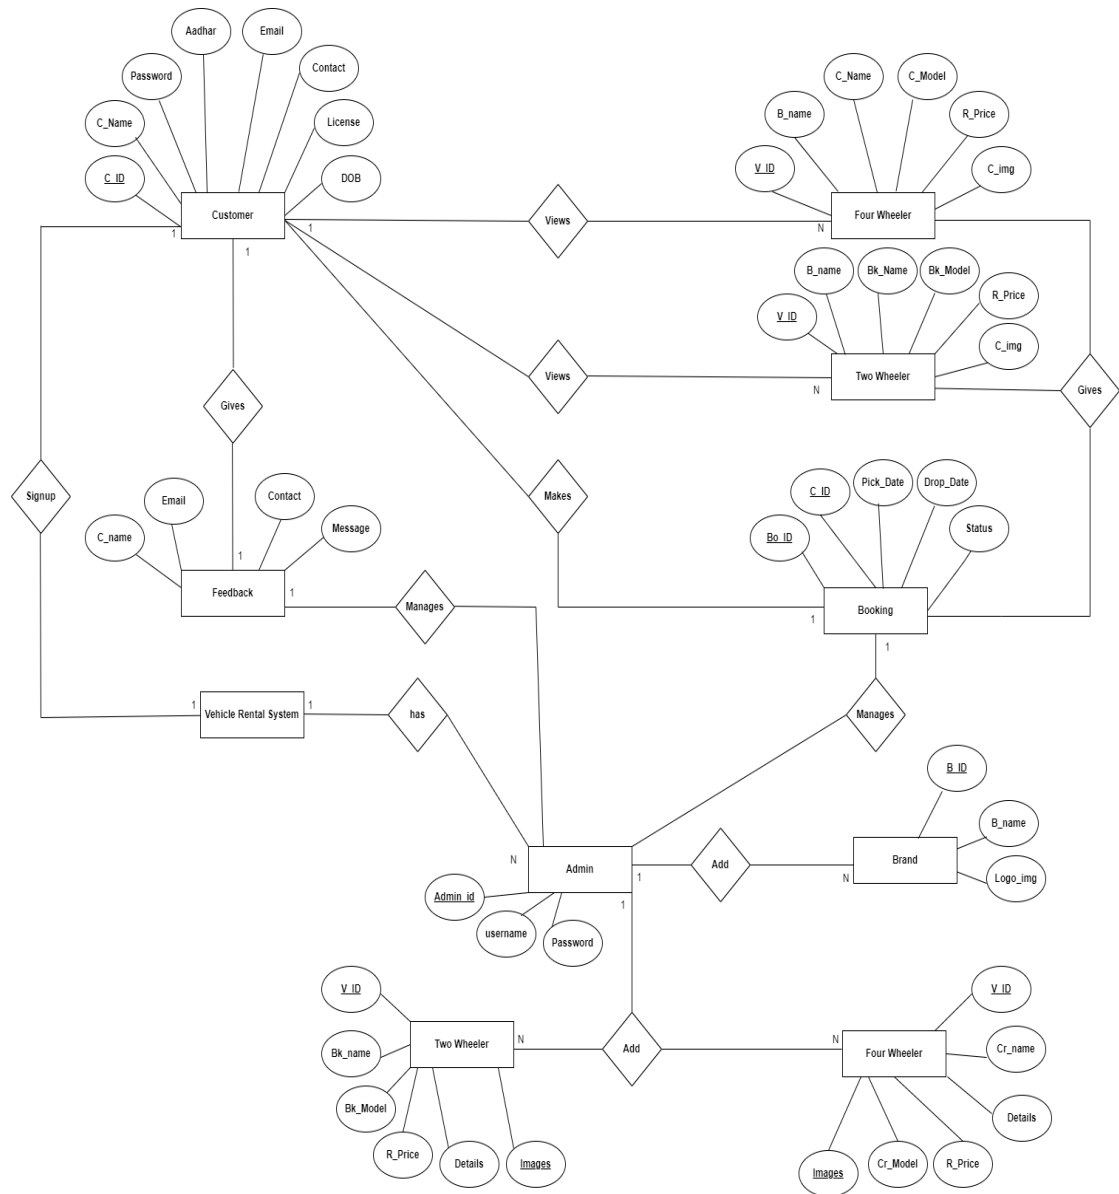 Aadhar
Email
Password
Contact
C_Name
License
C_ID
DOB
Customer
1
1
1
C_Name
C_Model
B_name
R_Price
V_ID
C_img
Four Wheeler
N
Views
B_name
Bk_Name
Bk_Model
V_ID
R_Price
C_img
Two Wheeler
N
Views
Gives
Gives
Signup
Makes
C_ID
Pick_Date
Drop_Date
Bo_ID
Status
Booking
1
1
Email
Contact
C_name
Message
1
Feedback
1
Manages
1
Vehicle Rental System
1
has
Manages
B_ID
B_name
Brand
Logo_img
N
Add
N
Admin
1
1
Admin_id
username
Password
V_ID
Two Wheeler
N
Bk_name
Bk_Model
R_Price
Details
Images
Add
V_ID
N
Four Wheeler
Cr_name
Details
Images
Cr_Model
R_Price